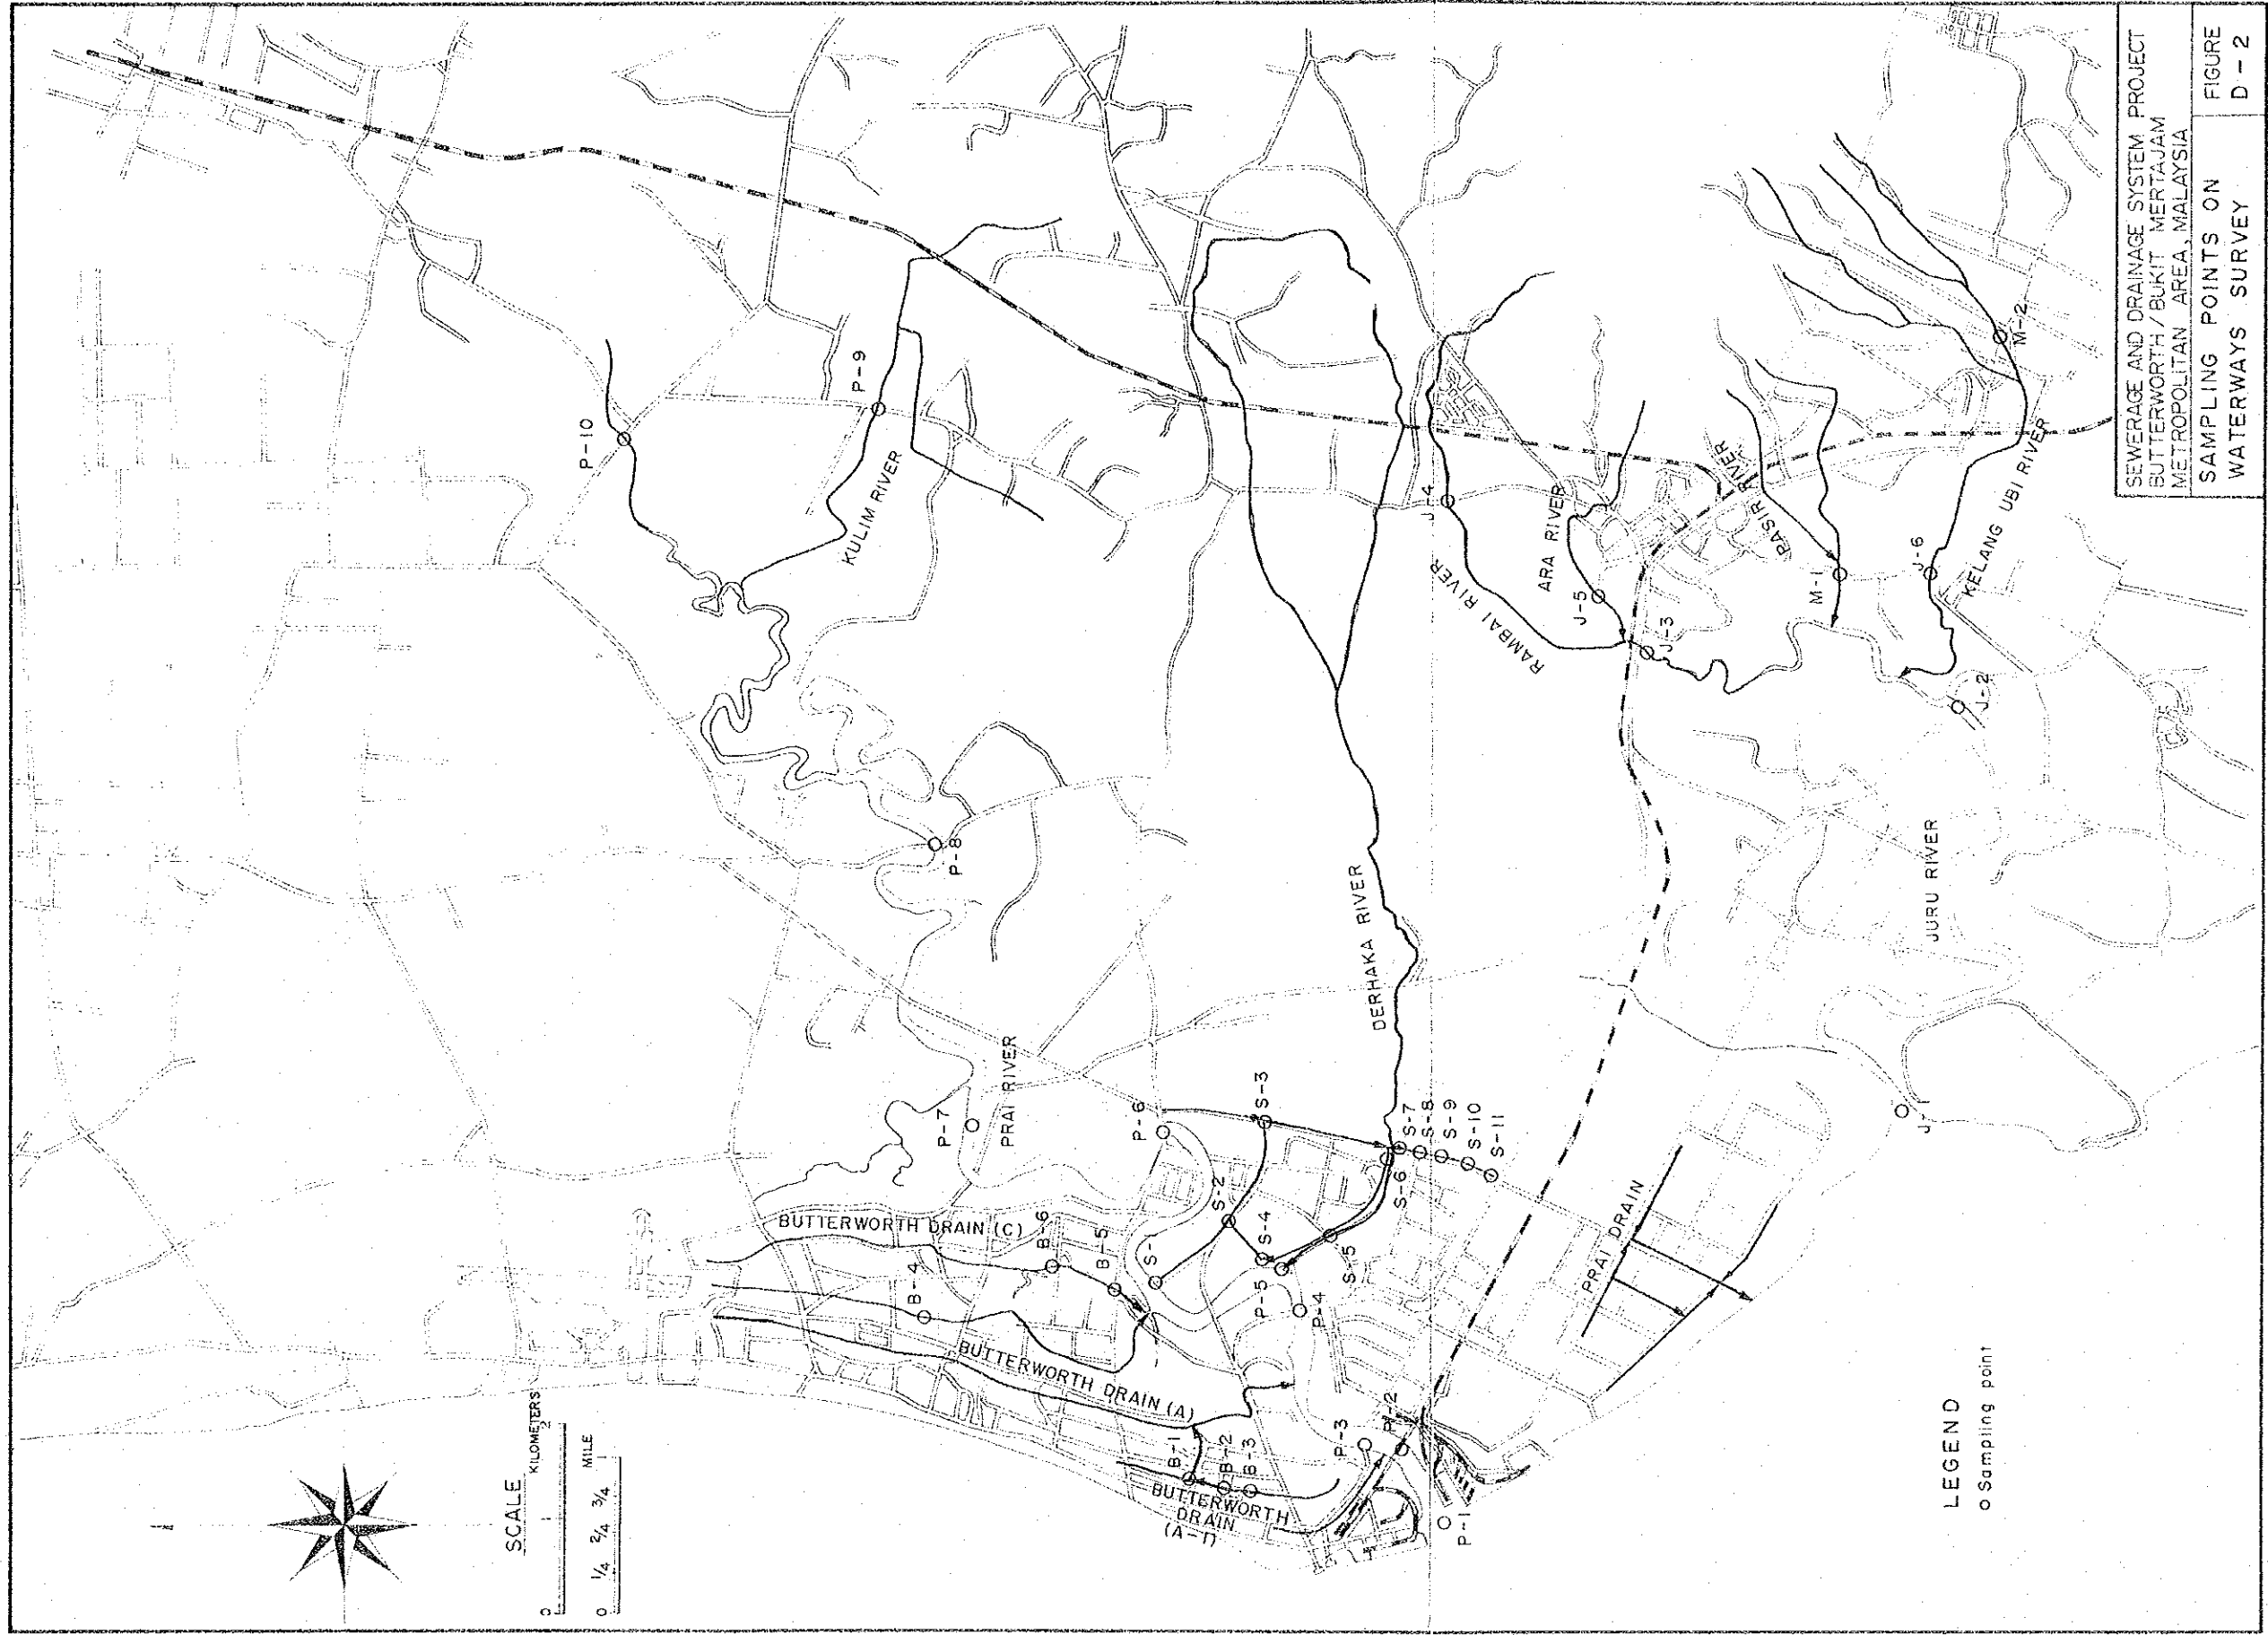 SEWERAGE AND DRAINAGE SYSTEM PROJECT
BUTTERWORTH / BUKIT MERTAJAM
METROPOLITAN AREA, MALAYSIA
SAMPLING POINTS ON
WATERWAYS SURVEY
FIGURE
D - 2
SCALE
KILOMETERS
0 1 2
MILE
0 1/4 2/4 3/4 1
LEGEND
o Sampling point
P-10
P-9
KULIM RIVER
P-8
P-7
PRAI RIVER
P-6
S-3
S-2
S-1
S-4
P-5
P-4
S-5
S-6
S-7
S-8
S-9
S-10
S-11
DERHAKA RIVER
BUTTERWORTH DRAIN (C)
B-6
B-5
B-4
BUTTERWORTH DRAIN (A)
B-1
B-2
B-3
BUTTERWORTH
DRAIN
(A-1)
P-3
P-2
P-1
PRAI DRAIN
J-1
JURU RIVER
J-4
RAMBAI RIVER
ARA RIVER
J-5
J-3
PASIR RIVER
M-1
J-6
KELANG UBI RIVER
J-2
M-2